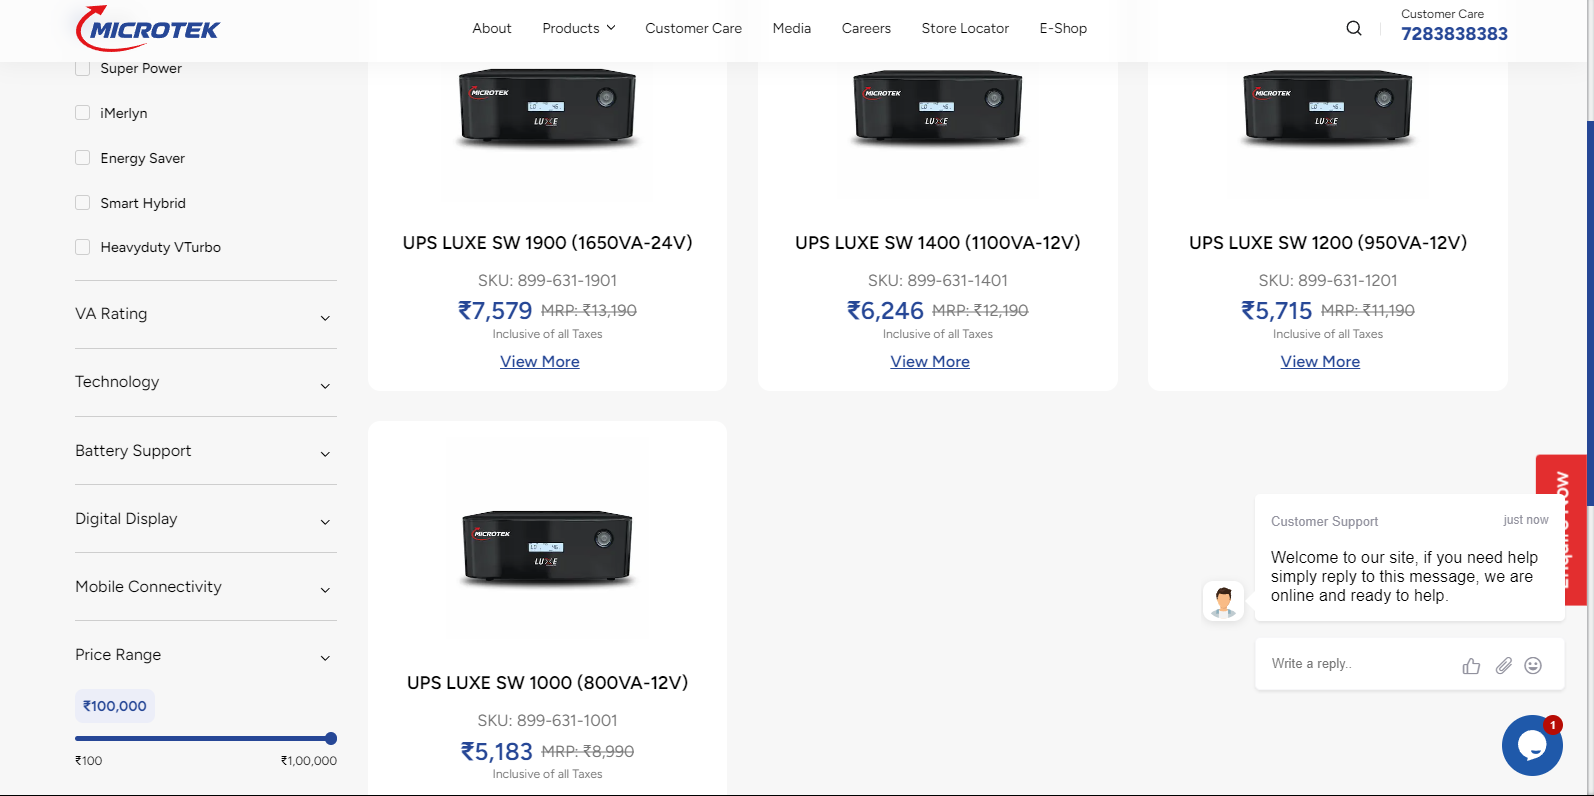 MICROTEK
About
Products
Customer Care
Media
Careers
Store Locator
E-Shop
Customer Care
7283838383
Super Power
iMerlyn
Energy Saver
Smart Hybrid
Heavyduty VTurbo
VA Rating
Technology
Battery Support
Digital Display
Mobile Connectivity
Price Range
₹100,000
₹100
₹1,00,000
MICROTEK
LUXE
UPS LUXE SW 1900 (1650VA-24V)
SKU: 899-631-1901
₹7,579 MRP: ₹13,190
Inclusive of all Taxes
View More
MICROTEK
LUXE
UPS LUXE SW 1400 (1100VA-12V)
SKU: 899-631-1401
₹6,246 MRP: ₹12,190
Inclusive of all Taxes
View More
MICROTEK
LUXE
UPS LUXE SW 1200 (950VA-12V)
SKU: 899-631-1201
₹5,715 MRP: ₹11,190
Inclusive of all Taxes
View More
MICROTEK
LUXE
UPS LUXE SW 1000 (800VA-12V)
SKU: 899-631-1001
₹5,183 MRP: ₹8,990
Inclusive of all Taxes
Customer Support
just now
Welcome to our site, if you need help
simply reply to this message, we are
online and ready to help.
Write a reply..
1